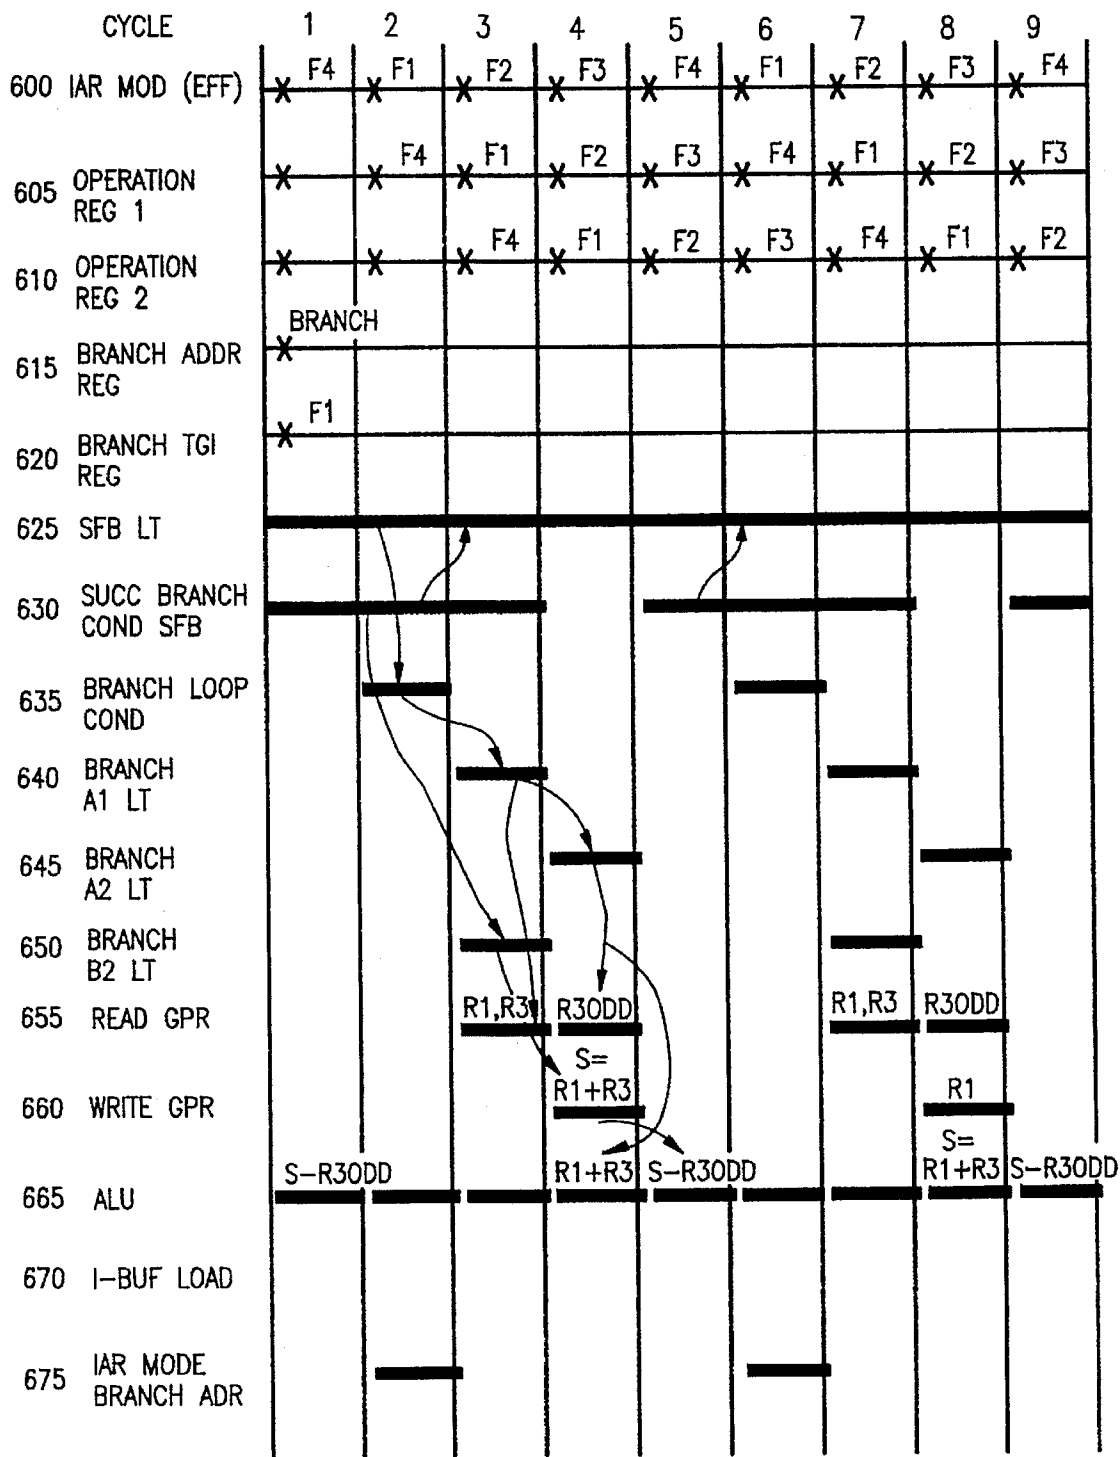 CYCLE 1 2 3 4 5 6 7 8 9
600 IAR MOD (EFF) F4 F1 F2 F3 F4 F1 F2 F3 F4
605 OPERATION REG 1 F4 F1 F2 F3 F4 F1 F2 F3
610 OPERATION REG 2 F4 F1 F2 F3 F4 F1 F2
BRANCH
615 BRANCH ADDR REG
F1
620 BRANCH TGI REG
625 SFB LT
630 SUCC BRANCH COND SFB
635 BRANCH LOOP COND
640 BRANCH A1 LT
645 BRANCH A2 LT
650 BRANCH B2 LT
655 READ GPR R1,R3 R3ODD R1,R3 R3ODD
S=
660 WRITE GPR R1+R3 R1
S=
665 ALU S-R3ODD R1+R3 S-R3ODD R1+R3 S-R3ODD
670 I-BUF LOAD
675 IAR MODE BRANCH ADR